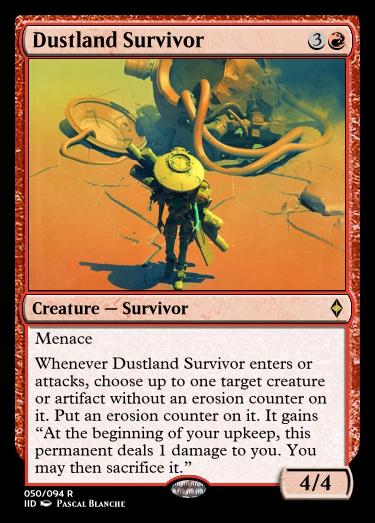 Dustland Survivor 3
Creature — Survivor
Menace
Whenever Dustland Survivor enters or
attacks, choose up to one target creature
or artifact without an erosion counter on
it. Put an erosion counter on it. It gains
“At the beginning of your upkeep, this
permanent deals 1 damage to you. You
may then sacrifice it.”
4/4
050/094 R
IID Pascal Blanche